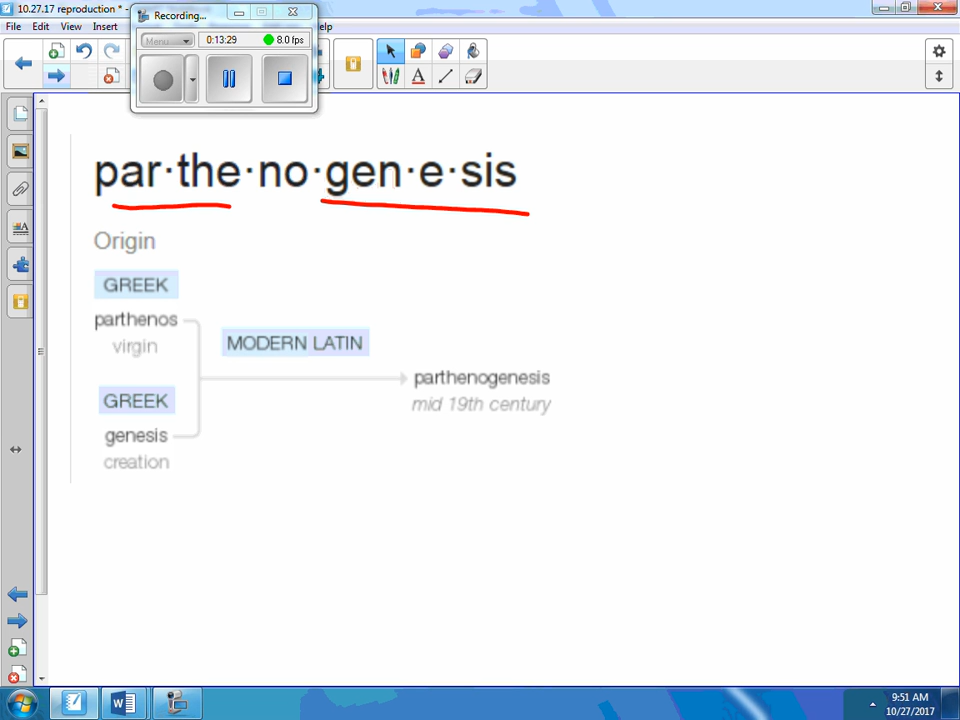 10.27.17 reproduction * -
Recording...
File Edit View Insert
lp
Menu
0:13:29
8.0 fps
par·the·no·gen·e·sis
Origin
GREEK
parthenos
virgin
MODERN LATIN
parthenogenesis
mid 19th century
GREEK
genesis
creation
9:51 AM
10/27/2017